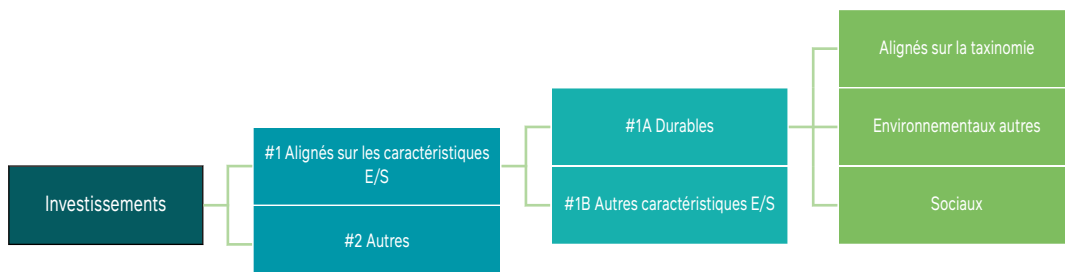 Investissements
#1 Alignés sur les caractéristiques
E/S
#2 Autres
#1A Durables
#1B Autres caractéristiques E/S
Alignés sur la taxinomie
Environnementaux autres
Sociaux